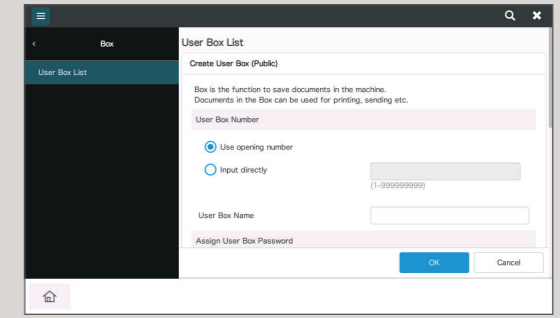 Box
User Box List
User Box List
Create User Box (Public)
Box is the function to save documents in the machine.
Documents in the Box can be used for printing, sending etc.
User Box Number
Use opening number
Input directly
(1-999999999)
User Box Name
Assign User Box Password
OK Cancel